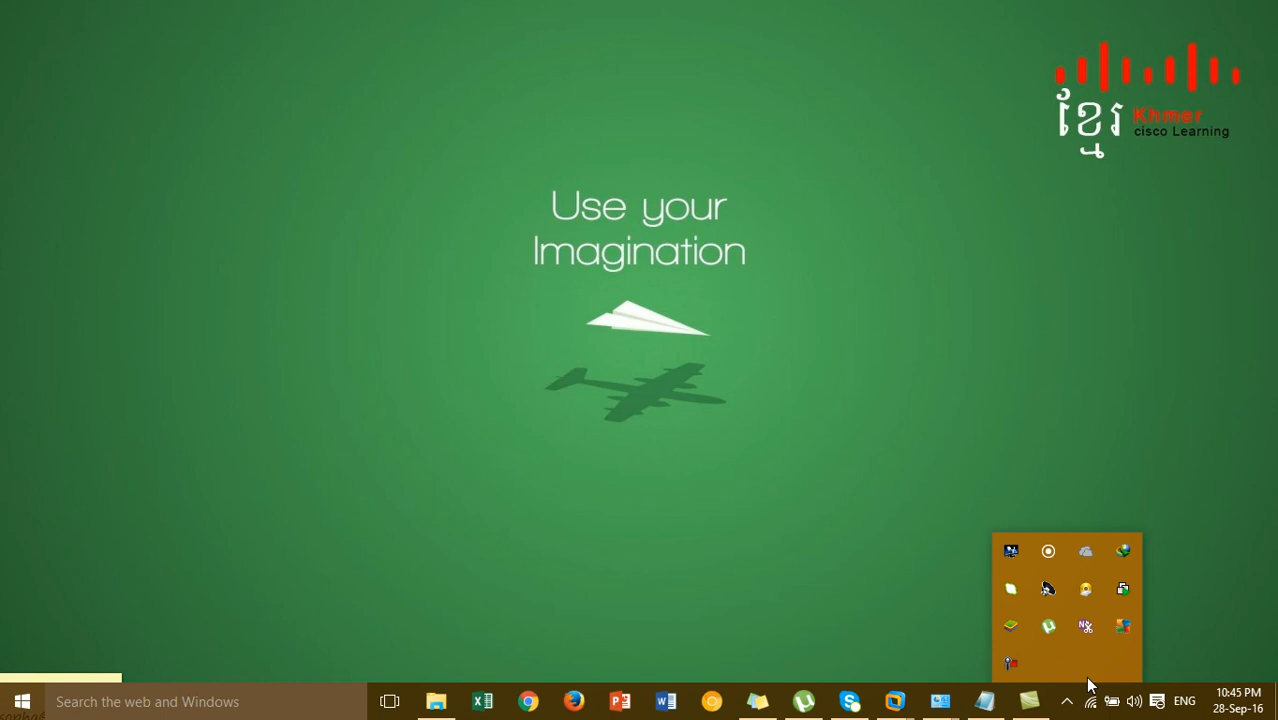 ខ្មែរ
Khmer
cisco Learning
Use your
Imagination
Search the web and Windows
ENG
10:45 PM
28-Sep-16